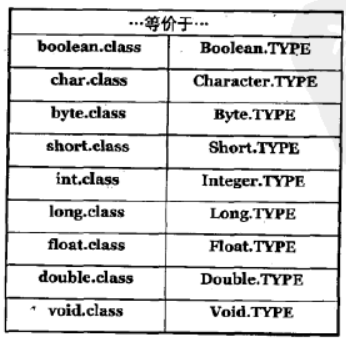 …等价于…
boolean.class Boolean.TYPE
char.class Character.TYPE
byte.class Byte.TYPE
short.class Short.TYPE
int.class Integer.TYPE
long.class Long.TYPE
float.class Float.TYPE
double.class Double.TYPE
void.class Void.TYPE